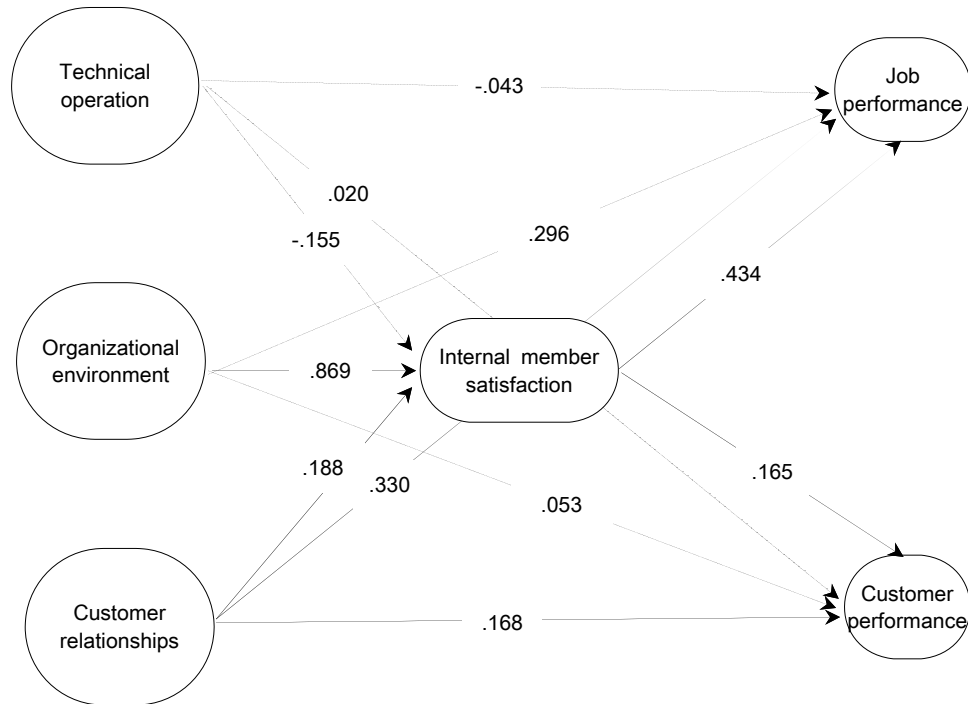 Technical
operation
Job
performance
-.043
.020
-.155
.296
.434
Organizational
environment
Internal member
satisfaction
.869
.188
.330
.165
.053
Customer
relationships
Customer
performance
.168